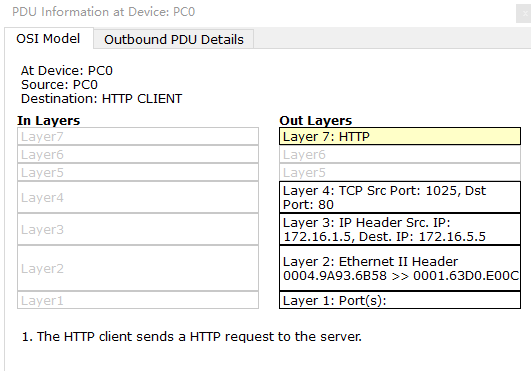 PDU Information at Device: PC0
x
OSI Model
Outbound PDU Details
At Device: PC0
Source: PC0
Destination: HTTP CLIENT
In Layers
Layer7
Layer6
Layer5
Layer4
Layer3
Layer2
Layer1
Out Layers
Layer 7: HTTP
Layer6
Layer5
Layer 4: TCP Src Port: 1025, Dst
Port: 80
Layer 3: IP Header Src. IP:
172.16.1.5, Dest. IP: 172.16.5.5
Layer 2: Ethernet II Header
0004.9A93.6B58 >> 0001.63D0.E00C
Layer 1: Port(s):
1. The HTTP client sends a HTTP request to the server.